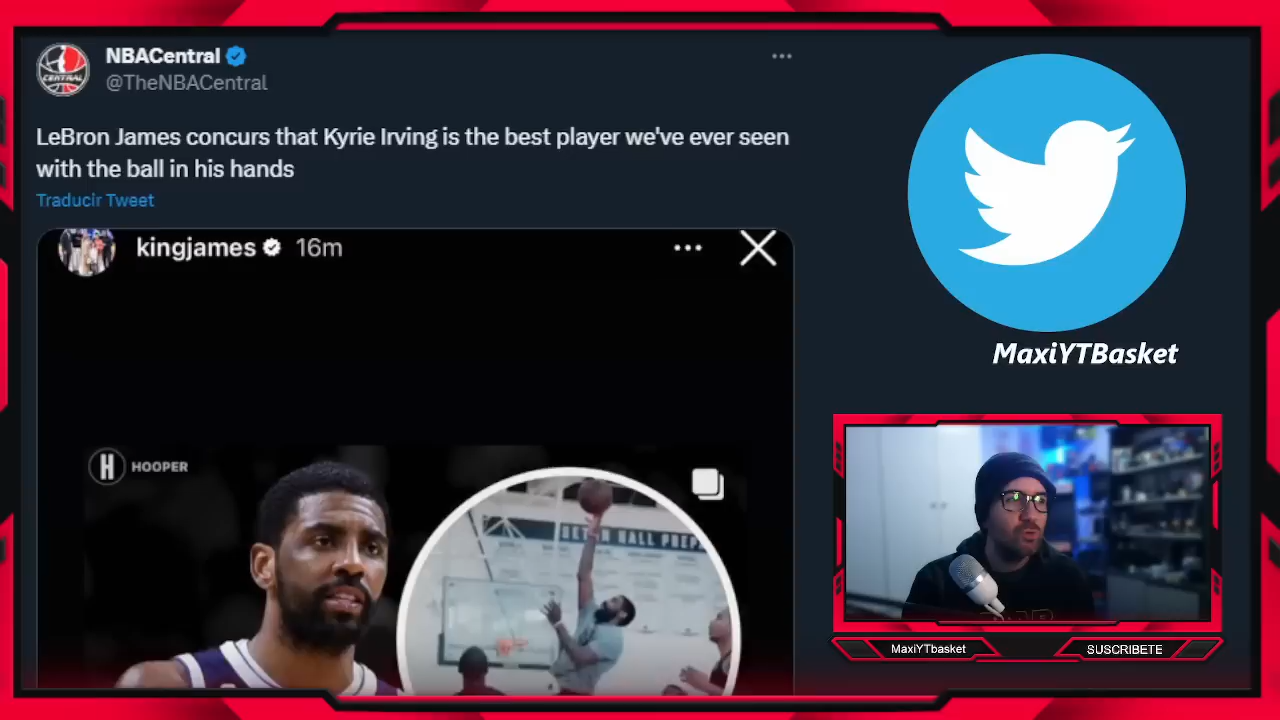 NBACentral
@TheNBACentral
LeBron James concurs that Kyrie Irving is the best player we've ever seen
with the ball in his hands
Traducir Tweet
kingjames 16m
H HOOPER
CENTRAL
MaxiYTBasket
MaxiYTbasket
SUSCRIBETE